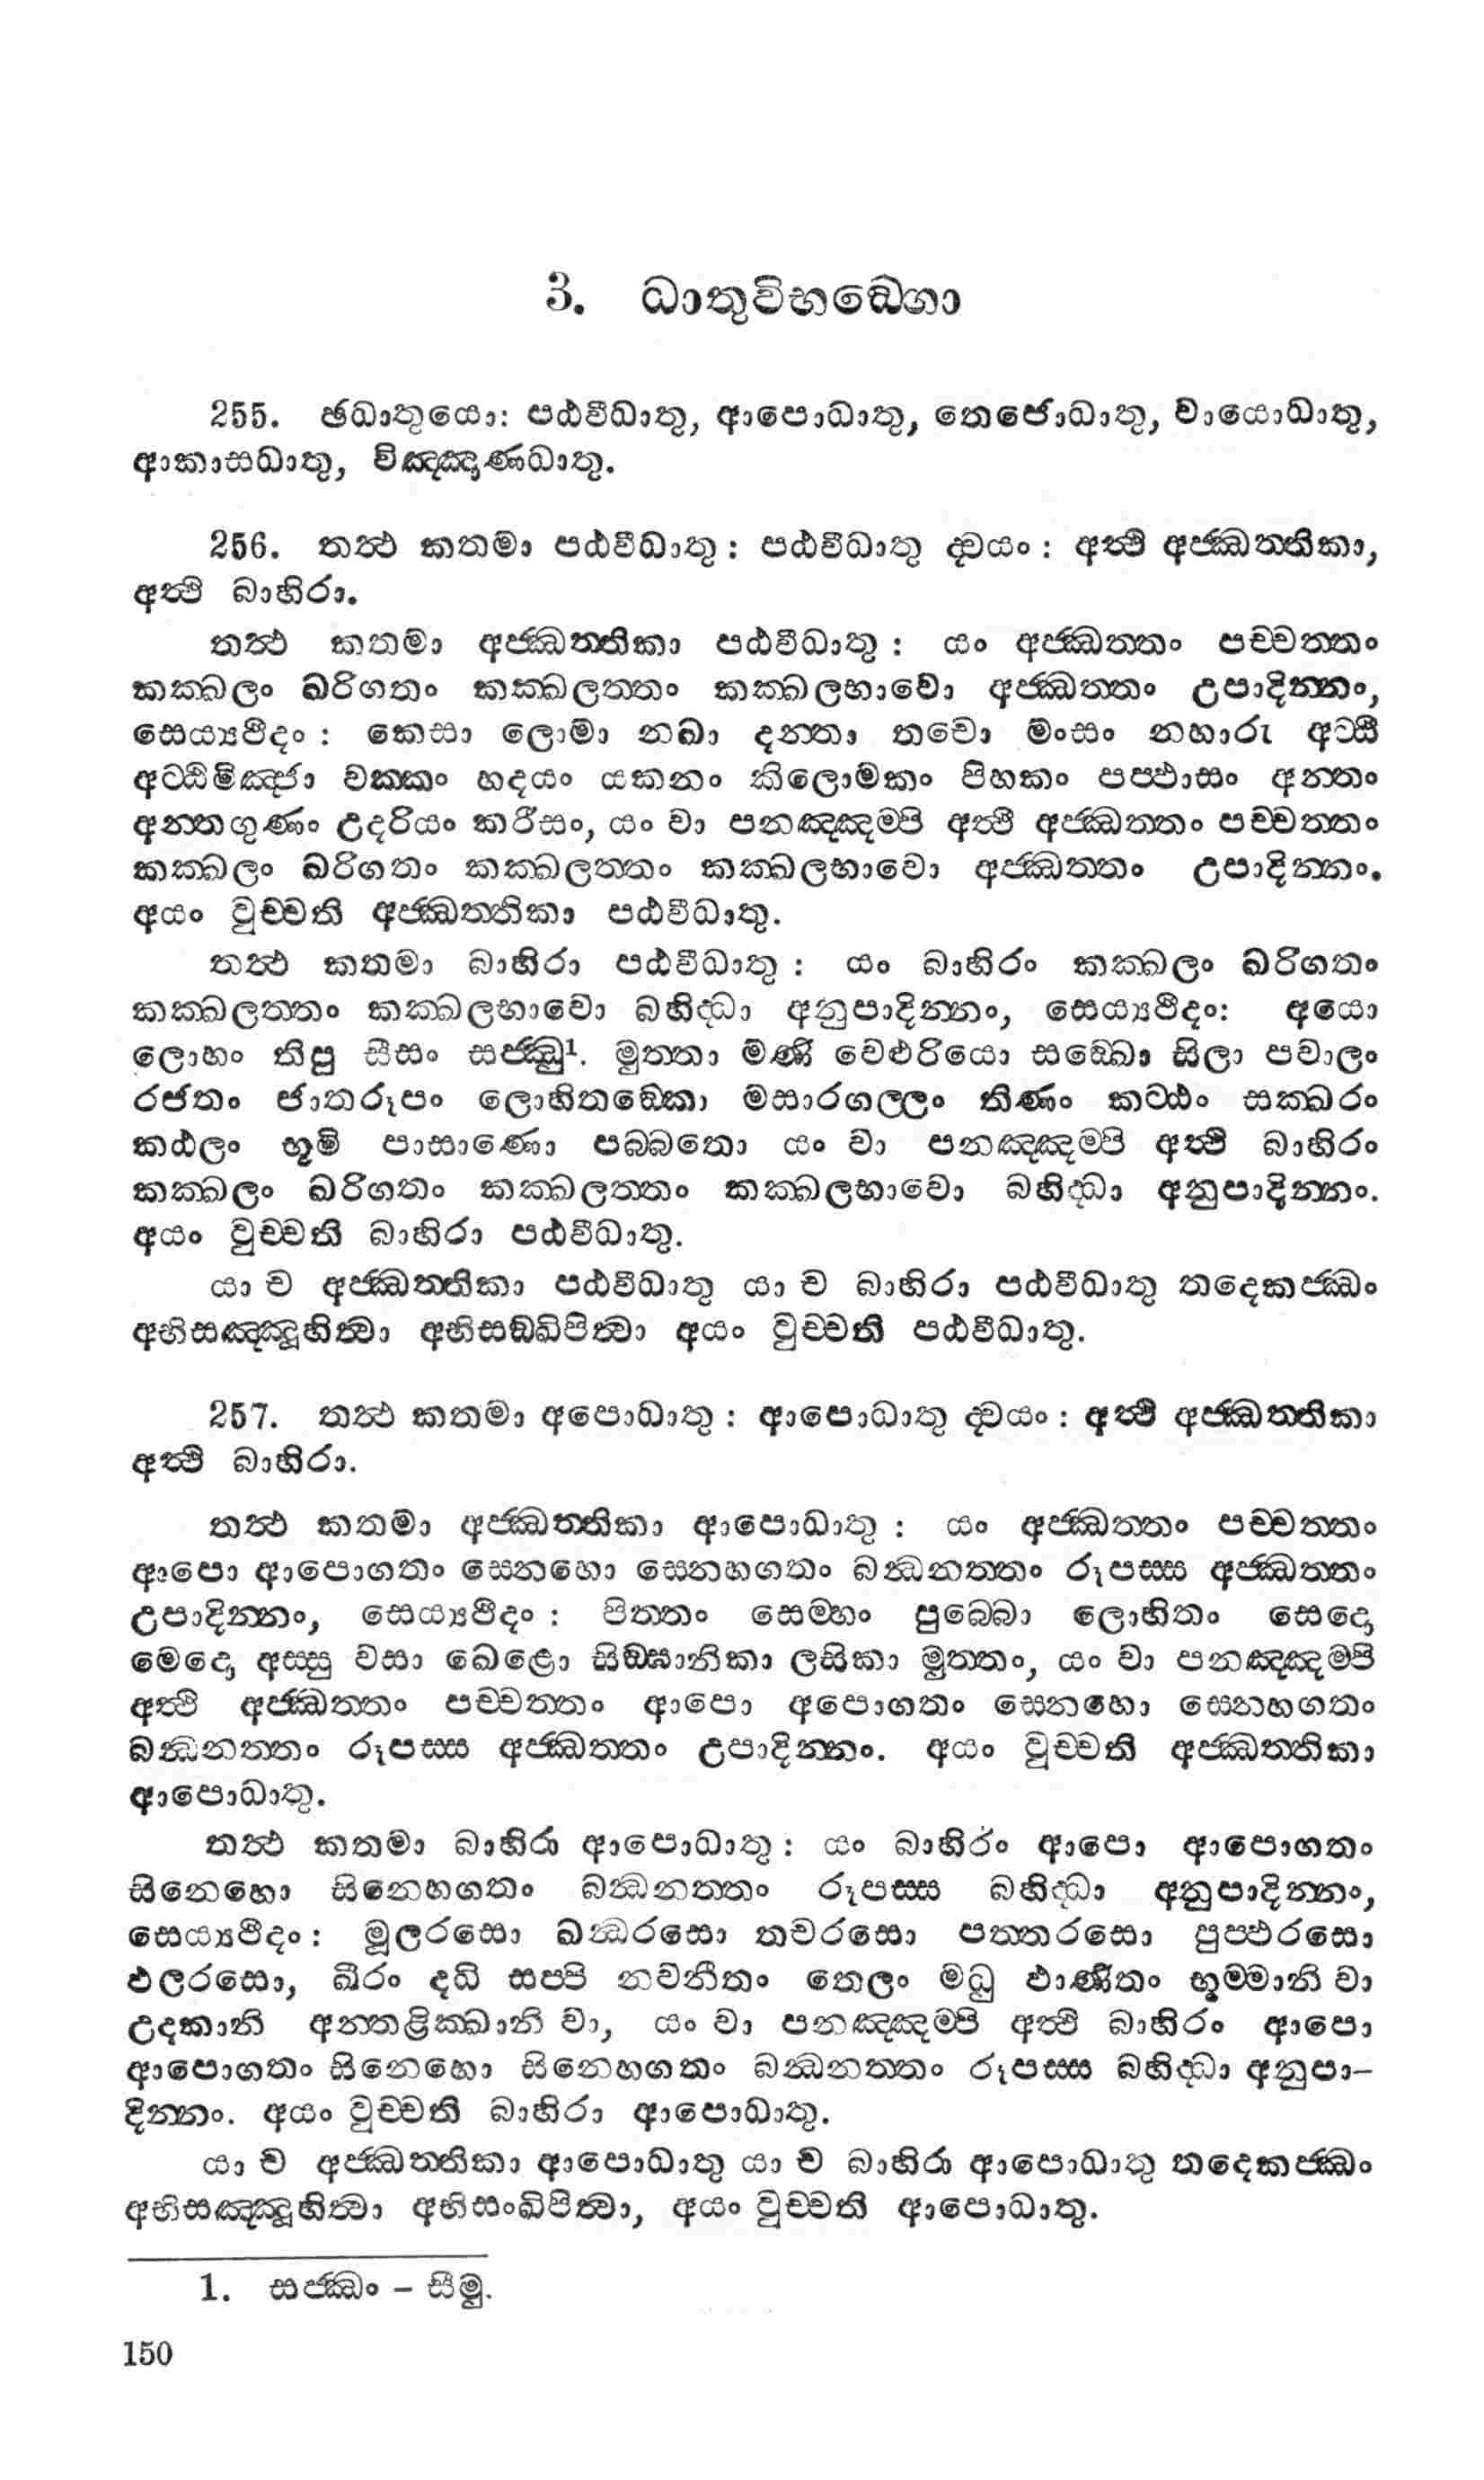 3. ධාතුවිභඞ්ගො
255. ඡධාතුයො: පඨවීධාතු, ආපොධාතු, තෙජොධාතු, වායොධාතු,
ආකාසධාතු, විඤ්ඤාණධාතු.
256. තත්ථ කතමා පඨවීධාතු : පඨවීධාතු ද්වයං : අත්ථි අජ්ඣත්තිකා,
අත්ථි බාහිරා.
තත්ථ කතමා අජ්ඣත්තිකා පඨවීධාතු : යං අජ්ඣත්තං පච්චත්තං
කක්ඛලං ඛරිගතං කක්ඛලත්තං කක්ඛලභාවො අජ්ඣත්තං උපාදින්නං,
සෙය්‍යථීදං : කෙසා ලොමා නඛා දන්තා තචො මංසං නහාරු අට්ඨී
අට්ඨිමිඤ්ජා වක්කං හදයං යකනං කිලොමකං පිහකං පප්ඵාසං අන්තං
අන්තගුණං උදරියං කරීසං, යං වා පනඤ්ඤම්පි අත්ථි අජ්ඣත්තං පච්චත්තං
කක්ඛලං ඛරිගතං කක්ඛලත්තං කක්ඛලභාවො අජ්ඣත්තං උපාදින්නං.
අයං වුච්චති අජ්ඣත්තිකා පඨවීධාතු.
තත්ථ කතමා බාහිරා පඨවීධාතු : යං බාහිරං කක්ඛලං ඛරිගතං
කක්ඛලත්තං කක්ඛලභාවො බහිද්ධා අනුපාදින්නං, සෙය්‍යථීදං: අයො
ලොහං තිපු සීසං සජ්ඣු¹. මුත්තා මණි වෙළුරියො සඞ්ඛො සිලා පවාලං
රජතං ජාතරූපං ලොහිතඞ්කො මසාරගල්ලං තිණං කට්ඨං සක්ඛරං
කඨලං භූමි පාසාණො පබ්බතො යං වා පනඤ්ඤම්පි අත්ථි බාහිරං
කක්ඛලං ඛරිගතං කක්ඛලත්තං කක්ඛලභාවො බහිද්ධා අනුපාදින්නං.
අයං වුච්චති බාහිරා පඨවීධාතු.
යා ච අජ්ඣත්තිකා පඨවීධාතු යා ච බාහිරා පඨවීධාතු තදෙකජ්ඣං
අභිසඤ්ඤූහිත්වා අභිසඞ්ඛිපිත්වා අයං වුච්චති පඨවීධාතු.
257. තත්ථ කතමා අපොධාතු : ආපොධාතු ද්වයං : අත්ථි අජ්ඣත්තිකා
අත්ථි බාහිරා.
තත්ථ කතමා අජ්ඣත්තිකා ආපොධාතු : යං අජ්ඣත්තං පච්චත්තං
ආපො ආපොගතං සෙනහො සෙනහගතං බන්ධනත්තං රූපස්ස අජ්ඣත්තං
උපාදින්නං, සෙය්‍යථීදං : පිත්තං සෙම්හං පුබ්බො ලොහිතං සෙදො
මෙදො අස්සු වසා ඛෙළො සිඞ්ඝානිකා ලසිකා මුත්තං, යං වා පනඤ්ඤම්පි
අත්ථි අජ්ඣත්තං පච්චත්තං ආපො අපොගතං සෙනහො සෙනහගතං
බන්ධනත්තං රූපස්ස අජ්ඣත්තං උපාදින්නං. අයං වුච්චති අජ්ඣත්තිකා
ආපොධාතු.
තත්ථ කතමා බාහිරා ආපොධාතු : යං බාහිරං ආපො ආපොගතං
සිනෙහො සිනෙහගතං බන්ධනත්තං රූපස්ස බහිද්ධා අනුපාදින්නං,
සෙය්‍යථීදං : මූලරසො ඛන්ධරසො තචරසො පත්තරසො පුප්ඵරසො
ඵලරසො, ඛීරං දධි සප්පි නවනීතං තෙලං මධු ඵාණිතං භුම්මානි වා
උදකානි අන්තළික්ඛානි වා, යං වා පනඤ්ඤම්පි අත්ථි බාහිරං ආපො
ආපොගතං සිනෙහො සිනෙහගතං බන්ධනත්තං රූපස්ස බහිද්ධා අනුපා-
දින්නං. අයං වුච්චති බාහිරා ආපොධාතු.
යා ච අජ්ඣත්තිකා ආපොධාතු යා ච බාහිරා ආපොධාතු තදෙකජ්ඣං
අභිසඤ්ඤූහිත්වා අභිසංඛිපිත්වා, අයං වුච්චති ආපොධාතු.
1. සජ්ඣං – සීමු.
150